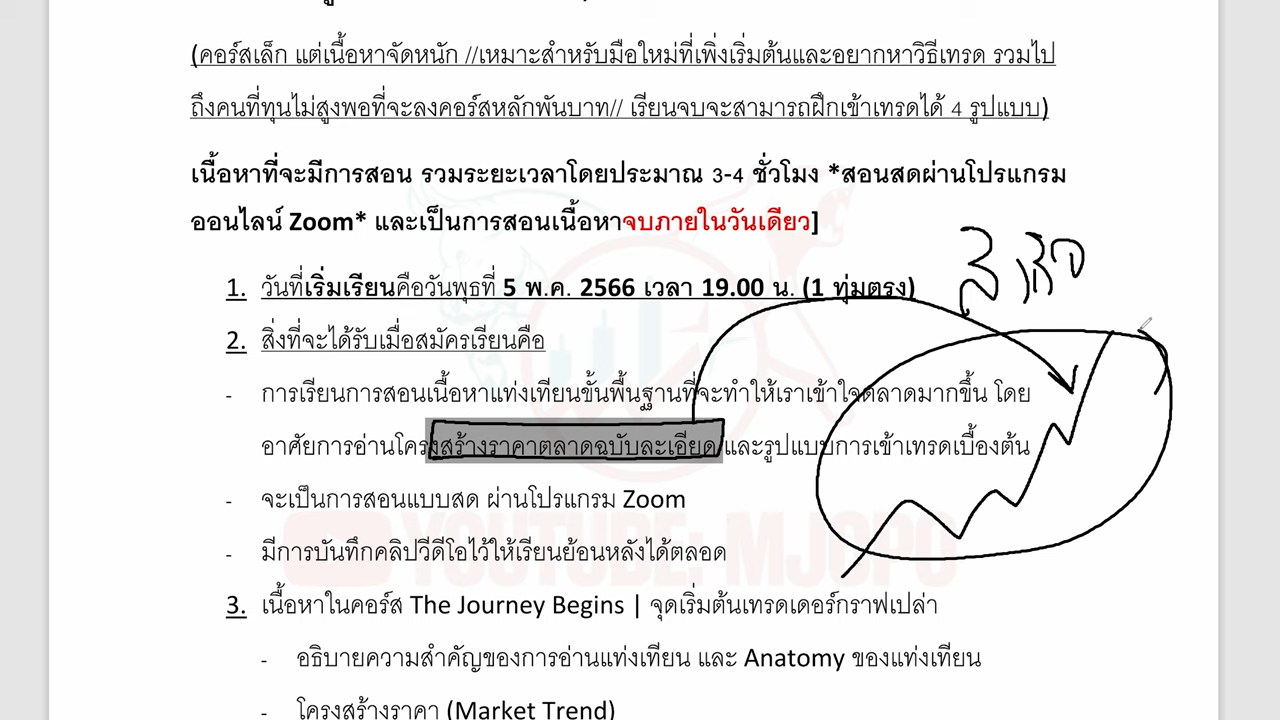 (คอร์สเล็ก แต่เนื้อหาจัดหนัก //เหมาะสำหรับมือใหม่ที่เพิ่งเริ่มต้นและอยากหาวิธีเทรด รวมไป
ถึงคนที่ทุนไม่สูงพอที่จะลงคอร์สหลักพันบาท// เรียนจบจะสามารถฝึกเข้าเทรดได้ 4 รูปแบบ)
เนื้อหาที่จะมีการสอน รวมระยะเวลาโดยประมาณ 3-4 ชั่วโมง *สอนสดผ่านโปรแกรม
ออนไลน์ Zoom* และเป็นการสอนเนื้อหาจบภายในวันเดียว]
1. วันที่เริ่มเรียนคือวันพุธที่ 5 พ.ค. 2566 เวลา 19.00 น. (1 ทุ่มตรง)
2. สิ่งที่จะได้รับเมื่อสมัครเรียนคือ
- การเรียนการสอนเนื้อหาแท่งเทียนขั้นพื้นฐานที่จะทำให้เราเข้าใจตลาดมากขึ้น โดย
อาศัยการอ่านโครงสร้างราคาตลาดฉบับละเอียด และรูปแบบการเข้าเทรดเบื้องต้น
- จะเป็นการสอนแบบสด ผ่านโปรแกรม Zoom
- มีการบันทึกคลิปวีดีโอไว้ให้เรียนย้อนหลังได้ตลอด
YOUTUBE: MJOPO
3. เนื้อหาในคอร์ส The Journey Begins | จุดเริ่มต้นเทรดเดอร์กราฟเปล่า
- อธิบายความสำคัญของการอ่านแท่งเทียน และ Anatomy ของแท่งเทียน
- โครงสร้างราคา (Market Trend)